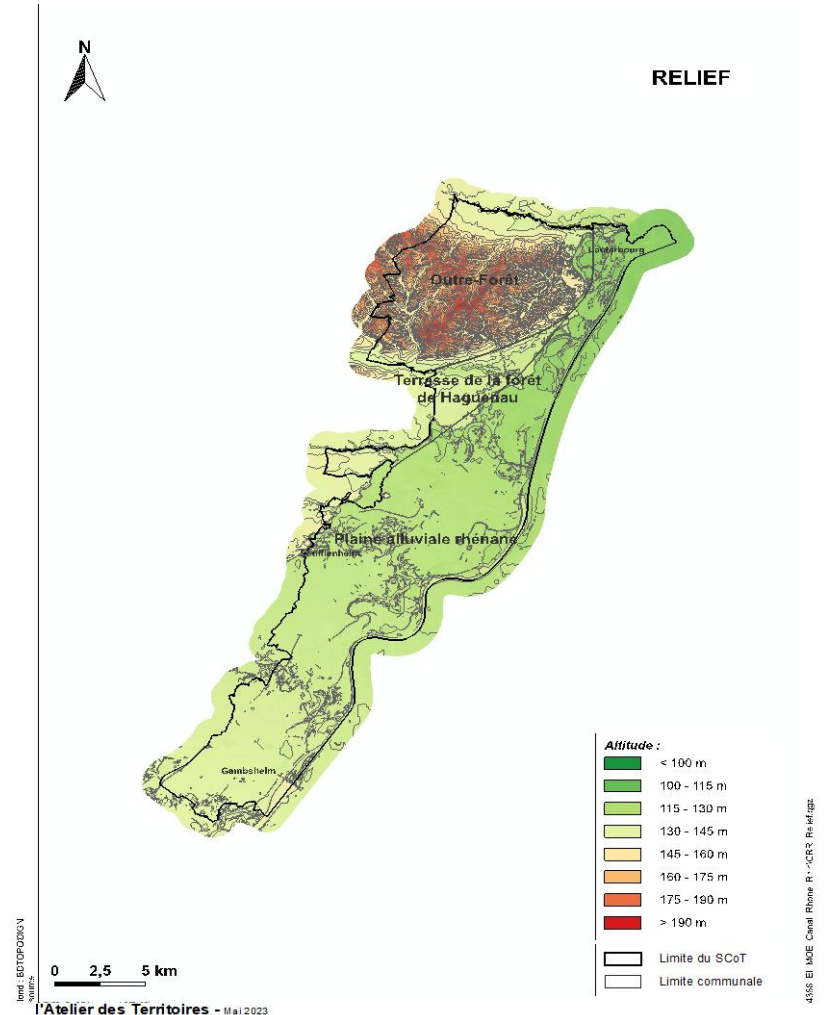 N
RELIEF
Lauterbourg
Outre-Forêt
Terrasse de la forêt
de Haguenau
Plaine alluviale rhénane
Gambsheim
Altitude :
< 100 m
100 - 115 m
115 - 130 m
130 - 145 m
145 - 160 m
160 - 175 m
175 - 190 m
> 190 m
Limite du SCoT
Limite communale
0 2,5 5 km
l'Atelier des Territoires - Mai 2023